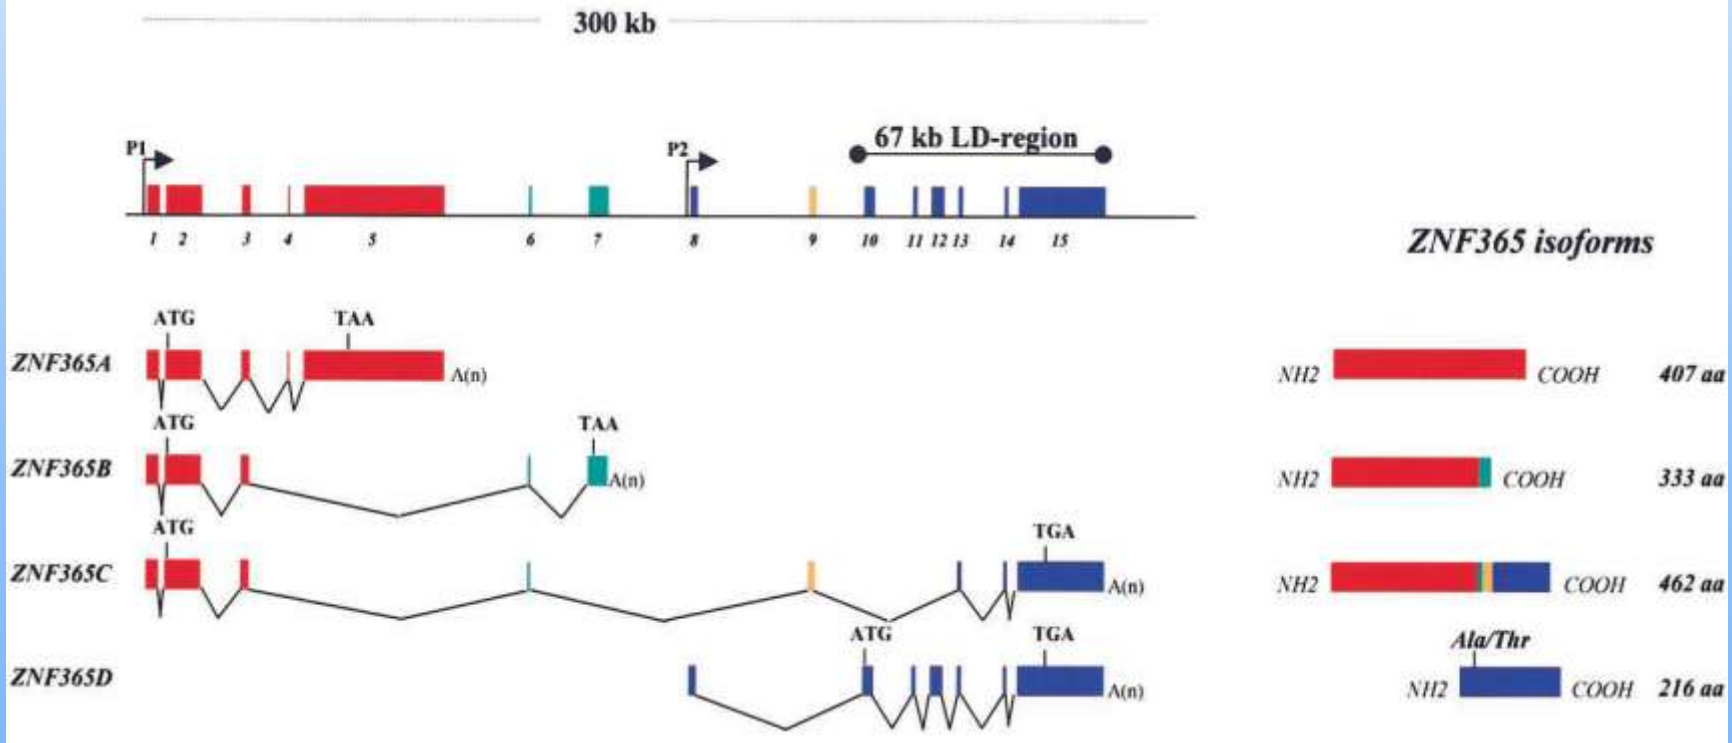 300 kb
67 kb LD-region
P1
P2
1 2 3 4 5 6 7 8 9 10 11 12 13 14 15
ZNF365 isoforms
ATG TAA
ZNF365A A(n) NH2 COOH 407 aa
ATG TAA
ZNF365B A(n) NH2 COOH 333 aa
ATG TGA
ZNF365C A(n) NH2 COOH 462 aa
ATG TGA Ala/Thr
ZNF365D A(n) NH2 COOH 216 aa